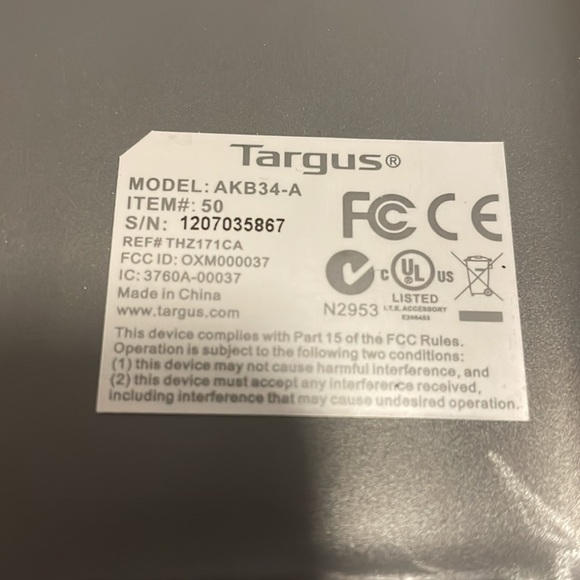 Targus®
MODEL: AKB34-A
ITEM#: 50
S/N: 1207035867
REF# THZ171CA
FCC ID: OXM000037
IC: 3760A-00037
Made in China
www.targus.com
FC CE
N2953
C UL US
LISTED
I.T.E. ACCESSORY
This device complies with Part 15 of the FCC Rules.
Operation is subject to the following two conditions:
(1) this device may not cause harmful interference, and
(2) this device must accept any interference received,
including interference that may cause undesired operation.